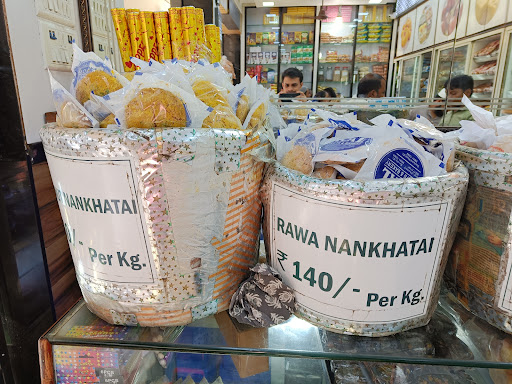 NANKHATAI
/-
Per Kg.
RAWA NANKHATAI
₹ 140/-
Per Kg.